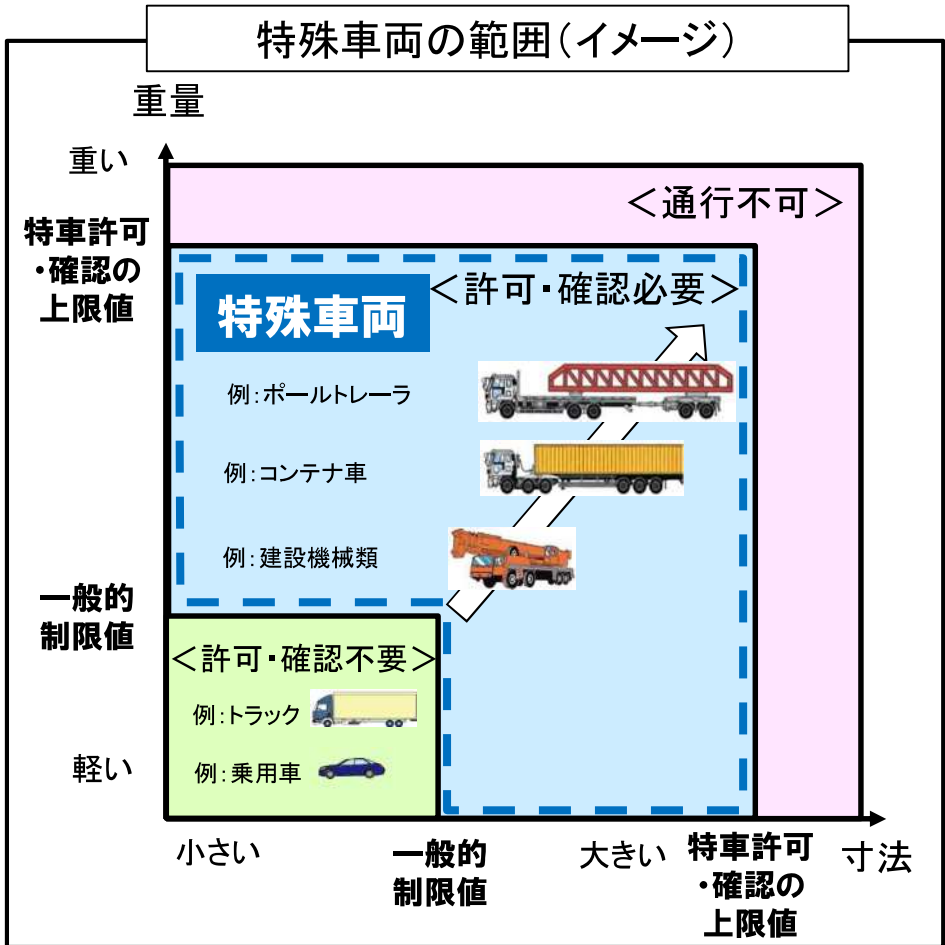 特殊車両の範囲(イメージ)
重量
重い
<通行不可>
特車許可
・確認の
上限値
<許可・確認必要>
特殊車両
例:ポールトレーラ
例:コンテナ車
例:建設機械類
一般的
制限値
<許可・確認不要>
例:トラック
例:乗用車
軽い
小さい
一般的
制限値
大きい
特車許可
・確認の
上限値
寸法